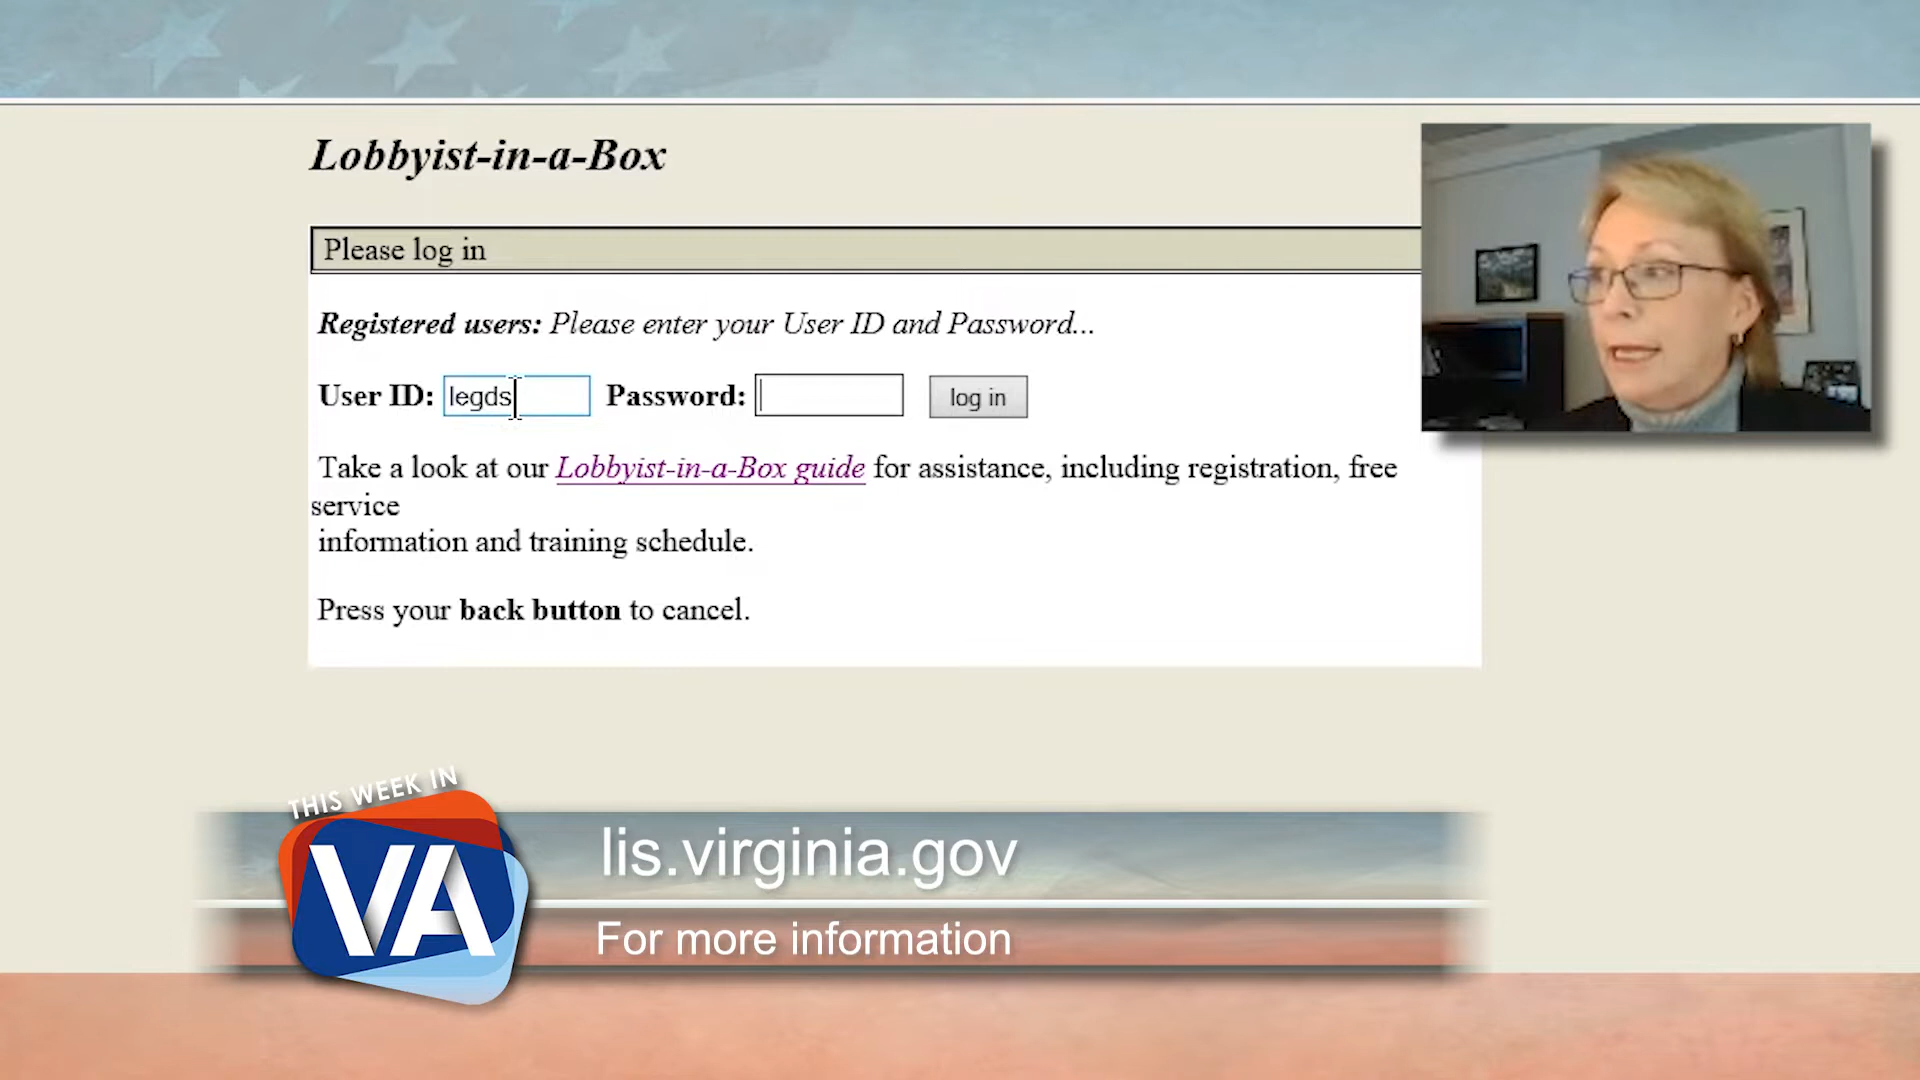 Lobbyist-in-a-Box
Please log in
Registered users: Please enter your User ID and Password...
User ID: legds Password: log in
Take a look at our Lobbyist-in-a-Box guide for assistance, including registration, free
service
information and training schedule.
Press your back button to cancel.
THIS WEEK IN
VA
lis.virginia.gov
For more information